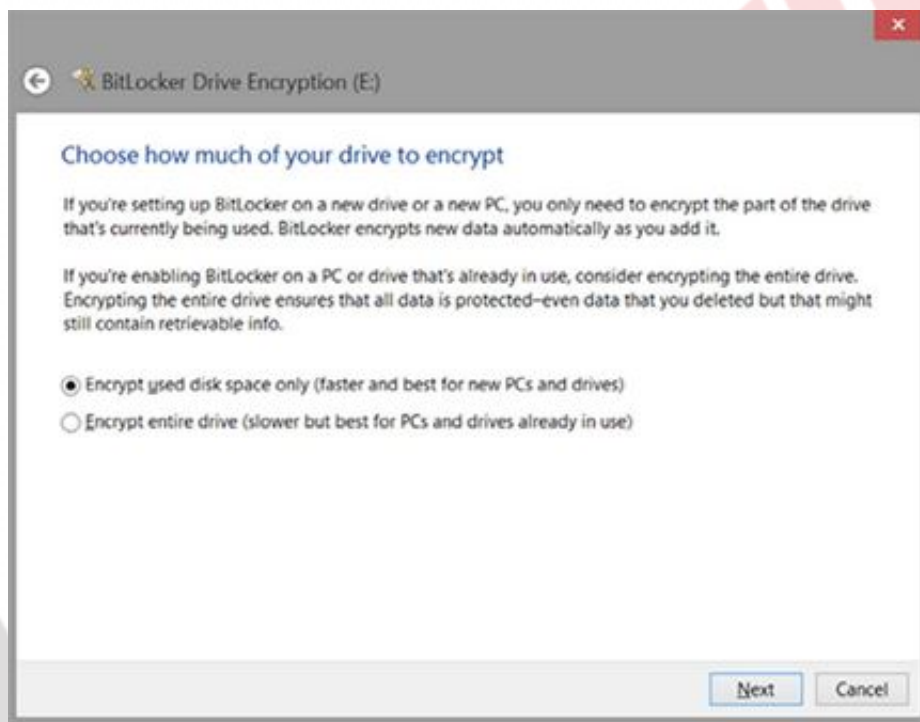 BitLocker Drive Encryption (E:)
Choose how much of your drive to encrypt
If you're setting up BitLocker on a new drive or a new PC, you only need to encrypt the part of the drive
that's currently being used. BitLocker encrypts new data automatically as you add it.
If you're enabling BitLocker on a PC or drive that's already in use, consider encrypting the entire drive.
Encrypting the entire drive ensures that all data is protected–even data that you deleted but that might
still contain retrievable info.
Encrypt used disk space only (faster and best for new PCs and drives)
Encrypt entire drive (slower but best for PCs and drives already in use)
Next
Cancel